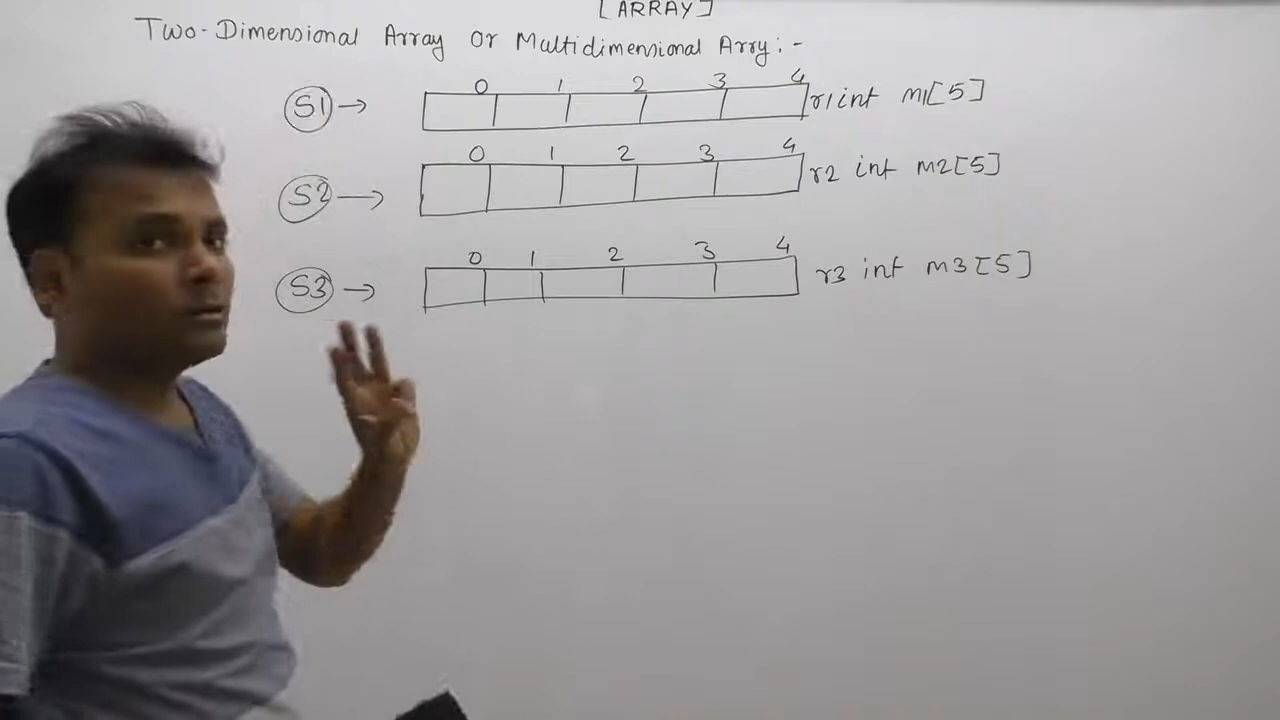 [ARRAY]
Two-Dimensional Array Or Multidimensional Arry:-
0 1 2 3 4
S1 → r1 int m1[5]
0 1 2 3 4
S2 → r2 int m2[5]
0 1 2 3 4
S3 → r3 int m3[5]